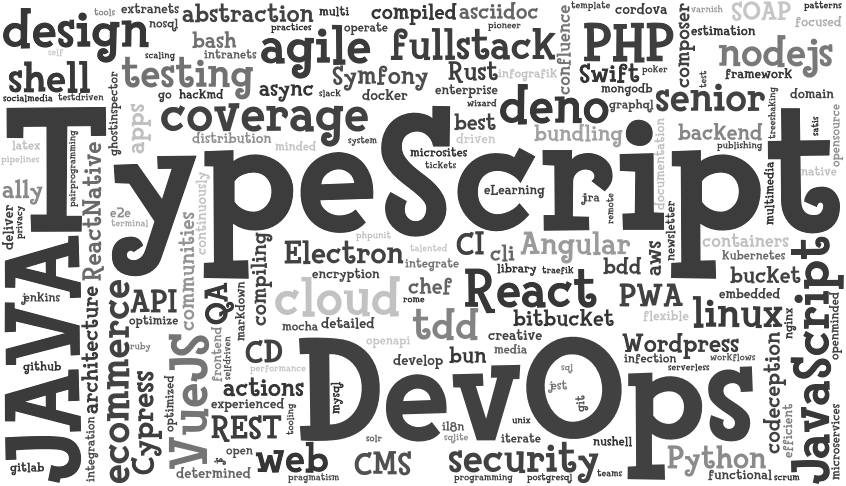 tools
extranets
nosql
abstraction
multi
compiled
asciidoc
template
cordova
varnish
SOAP
patterns
design
bash
practices
operate
pioneer
confluence
PHP
composer
estimation
focused
self
scaling
intranets
agile
fullstack
nodejs
shell
testing
Symfony
Rust
infografik
Swift
poker
test
framework
socialmedia
testdriven
ghostinspector
go
hackMd
async
slack
docker
enterprise
mongodb
senior
domain
wizard
graphql
treeshaking
apps
coverage
best
deno
satis
opensource
distribution
system
driven
bundling
documentation
backend
latex
pipelines
pairprogramming
minded
microsites
tickets
publishing
native
TypeScript
ReactNative
a11y
continuously
eLearning
jra
remote
multimedia
deliver
privacy
e2e
terminal
communities
newsletter
phpunit
talented
CI
cli
Angular
containers
JAVA
compiling
Electron
integrate
library
traefik
bdd
aws
kubernetes
encryption
bucket
JavaScript
jenkins
architecture
ecommerce
API
QA
markdown
cloud
chef
rome
React
PWA
embedded
openminded
optimize
mocha
detailed
tdd
bitbucket
flexible
linux
nginx
ruby
VueJS
frontend
selfdriven
CD
openapi
creative
media
Wordpress
github
performance
DevOps
develop
bun
infection
workflows
serverless
sql
jest
git
codeception
Cypress
optimized
actions
mysql
experienced
efficient
microservices
integration
REST
tooling
i18n
sqlite
unix
iterate
nushell
solr
gitlab
determined
js
open
web
pragmatism
CMS
security
programming
postgresql
teams
Python
functional
scrum